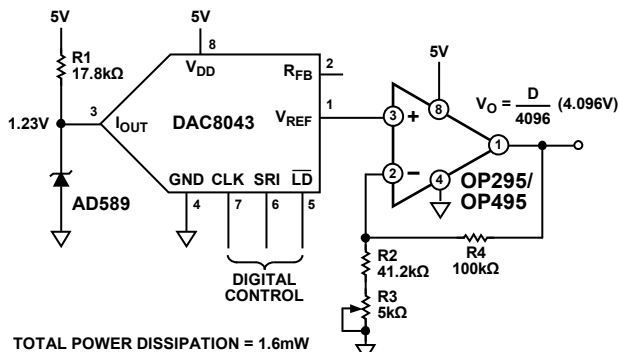 5V
5V
R1
17.8kΩ
8
VDD
RFB
2
5V
1.23V
3
IOUT
DAC8043
VREF
1
3
+
8
VO = D/4096 (4.096V)
1
2
–
4
OP295/
OP495
GND CLK SRI LD
4
7
6
5
AD589
R2
41.2kΩ
R4
100kΩ
DIGITAL
CONTROL
R3
5kΩ
TOTAL POWER DISSIPATION = 1.6mW